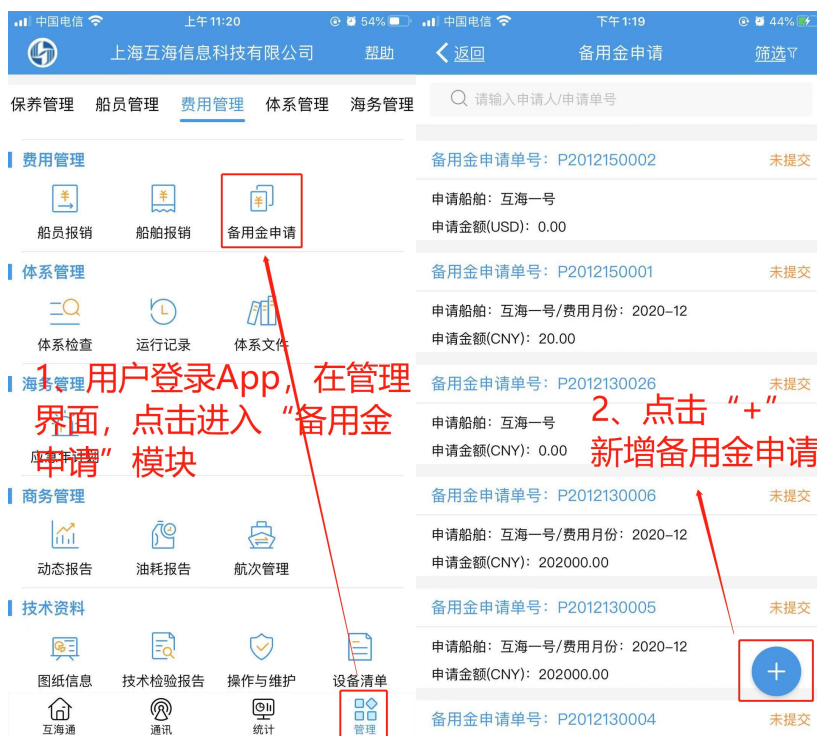 中国电信 上午11:20 54%
上海互海信息科技有限公司 帮助
保养管理 船员管理 费用管理 体系管理 海务管理
费用管理
船员报销 船舶报销 备用金申请
体系管理
体系检查 运行记录 体系文件
海务管理
1、用户登录App，在管理
界面，点击进入“备用金
申请”模块
商务管理
动态报告 油耗报告 航次管理
技术资料
图纸信息 技术检验报告 操作与维护 设备清单
互海通 通讯 统计 管理
中国电信 下午1:19 44%
返回 备用金申请 筛选
请输入申请人/申请单号
备用金申请单号：P2012150002 未提交
申请船舶：互海一号
申请金额(USD)：0.00
备用金申请单号：P2012150001 未提交
申请船舶：互海一号/费用月份：2020-12
申请金额(CNY)：20.00
备用金申请单号：P2012130026 未提交
申请船舶：互海一号
申请金额(CNY)：0.00
2、点击“+”
新增备用金申请
备用金申请单号：P2012130006 未提交
申请船舶：互海一号/费用月份：2020-12
申请金额(CNY)：202000.00
备用金申请单号：P2012130005 未提交
申请船舶：互海一号/费用月份：2020-12
申请金额(CNY)：202000.00
备用金申请单号：P2012130004 未提交